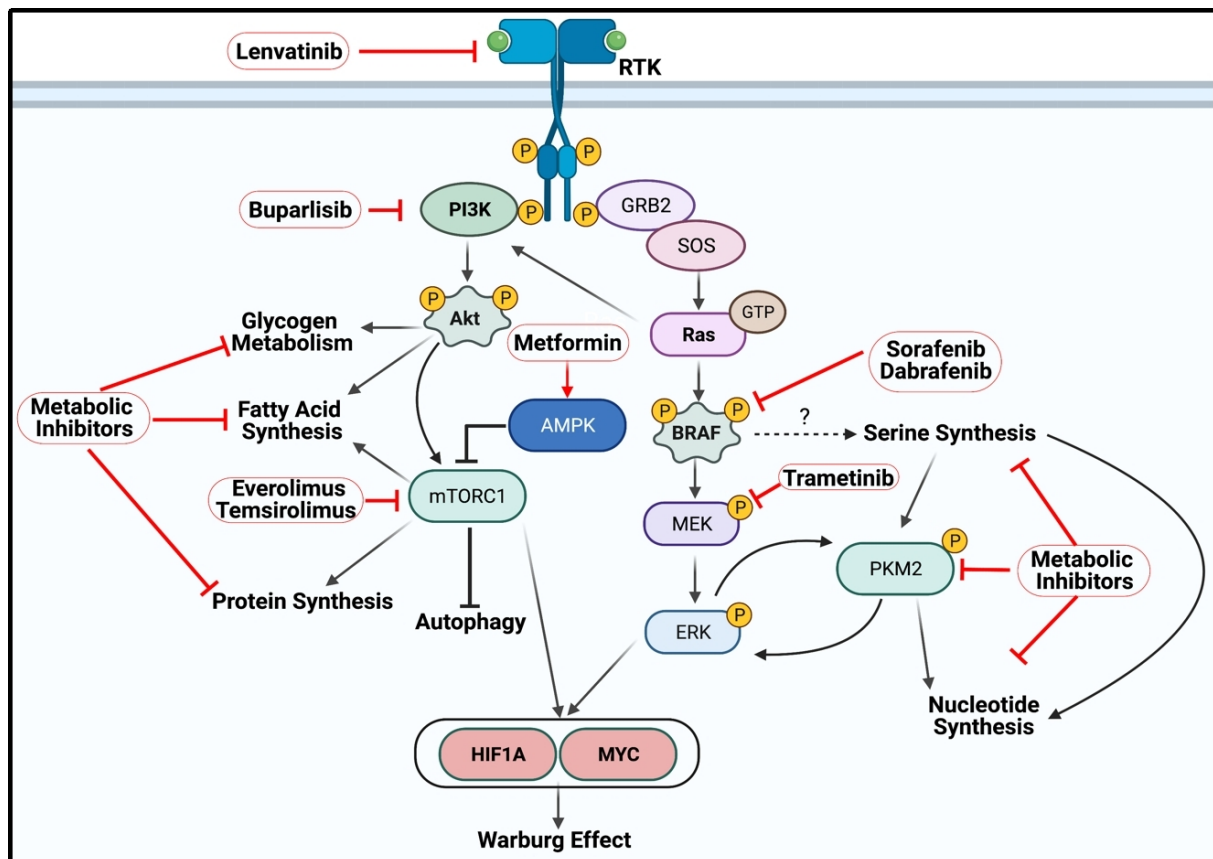 Lenvatinib
RTK
P
P
Buparlisib
PI3K
P
P
GRB2
SOS
P
P
Akt
GTP
Ras
Glycogen
Metabolism
Metformin
Sorafenib
Dabrafenib
Metabolic
Inhibitors
Fatty Acid
Synthesis
AMPK
P
P
BRAF
?
Serine Synthesis
Everolimus
Temsirolimus
mTORC1
Trametinib
MEK
P
P
PKM2
Metabolic
Inhibitors
Protein Synthesis
Autophagy
ERK
P
Nucleotide
Synthesis
HIF1A
MYC
Warburg Effect